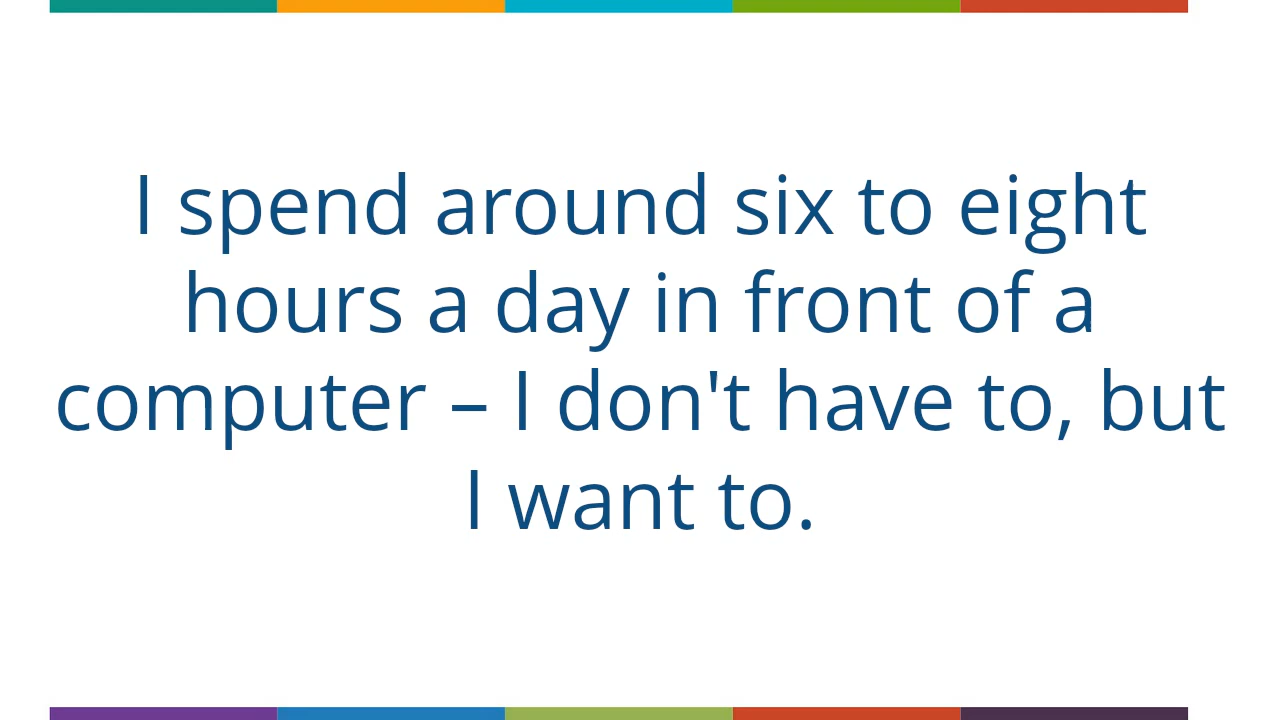 I spend around six to eight
hours a day in front of a
computer – I don't have to, but
I want to.